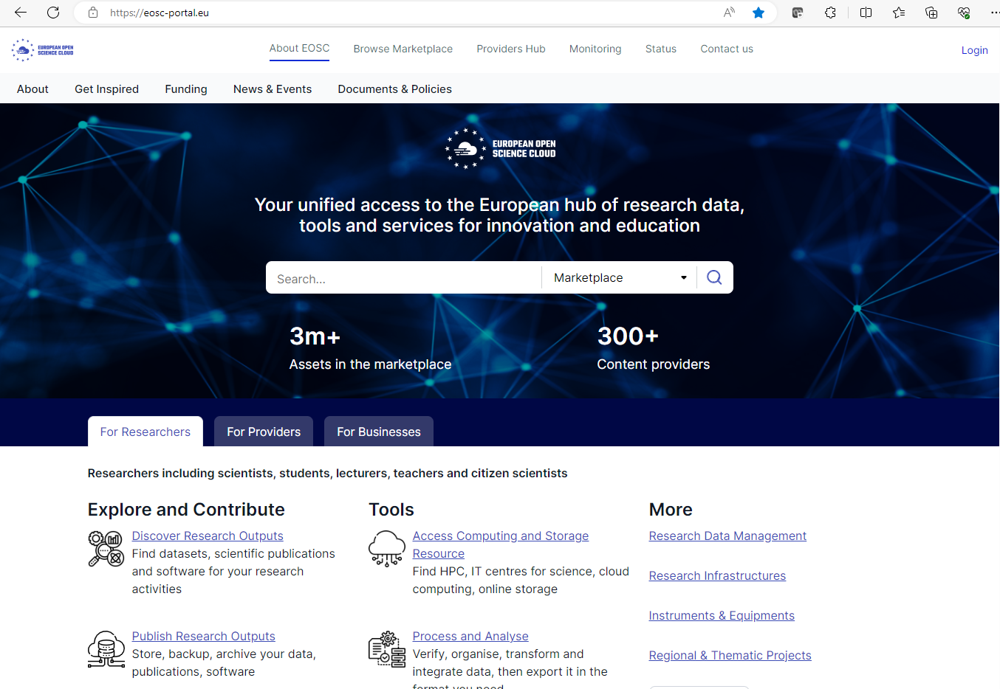 https://eosc-portal.eu
EUROPEAN OPEN
SCIENCE CLOUD
About EOSC
Browse Marketplace
Providers Hub
Monitoring
Status
Contact us
Login
About
Get Inspired
Funding
News & Events
Documents & Policies
EUROPEAN OPEN
SCIENCE CLOUD
Your unified access to the European hub of research data,
tools and services for innovation and education
Search...
Marketplace
3m+
Assets in the marketplace
300+
Content providers
For Researchers
For Providers
For Businesses
Researchers including scientists, students, lecturers, teachers and citizen scientists
Explore and Contribute
Discover Research Outputs
Find datasets, scientific publications
and software for your research
activities
Publish Research Outputs
Store, backup, archive your data,
publications, software
Tools
Access Computing and Storage
Resource
Find HPC, IT centres for science, cloud
computing, online storage
Process and Analyse
Verify, organise, transform and
integrate data, then export it in the
format you need
More
Research Data Management
Research Infrastructures
Instruments & Equipments
Regional & Thematic Projects